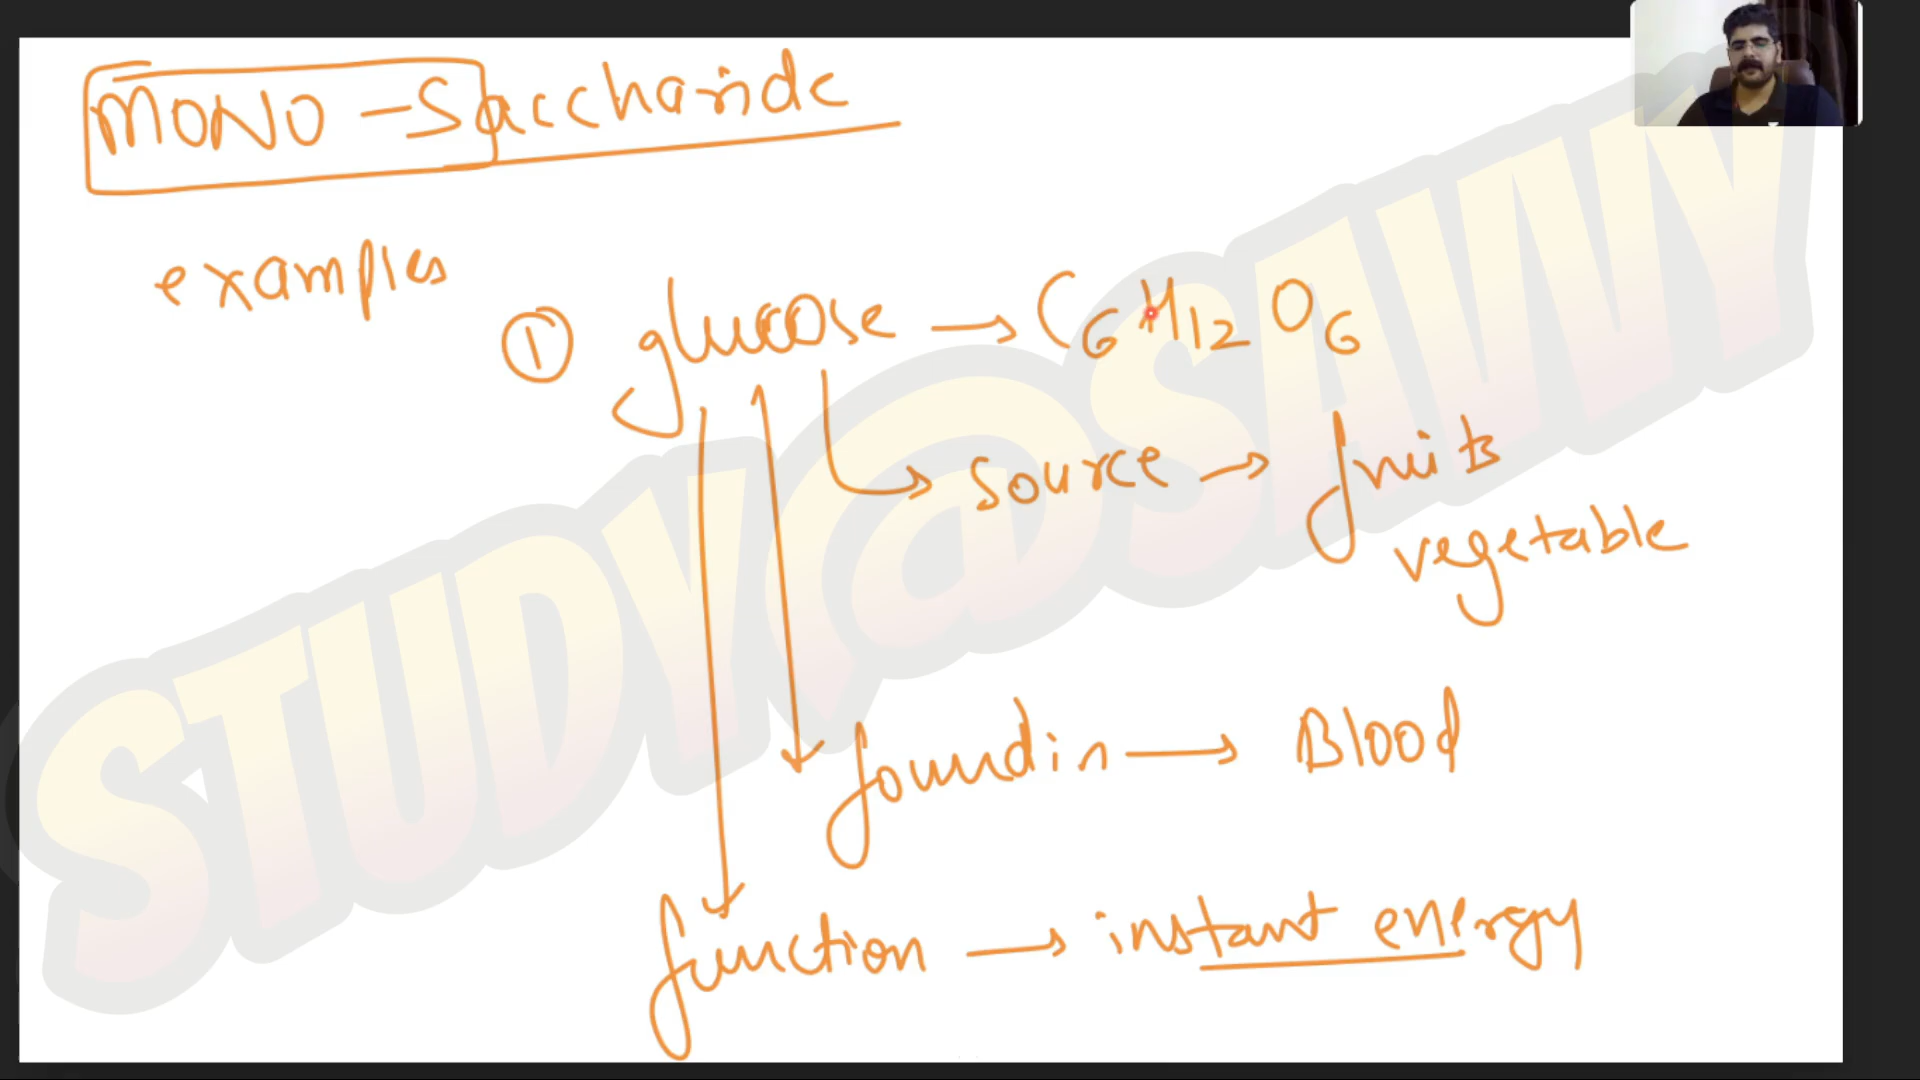 MONO-Saccharide
examples
① glucose → C6H12O6
source → fruits
vegetable
found in → Blood
function → instant energy
STUDY@SAVVY